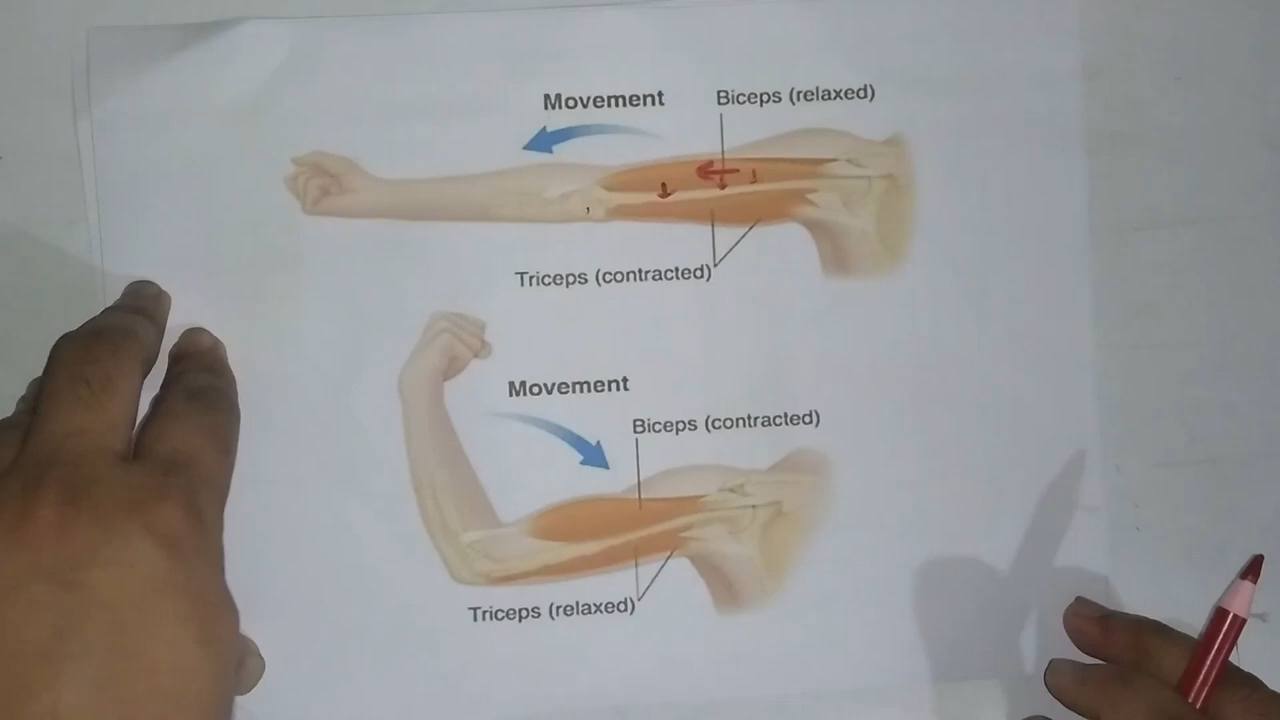 Movement
Biceps (relaxed)
Triceps (contracted)
Movement
Biceps (contracted)
Triceps (relaxed)